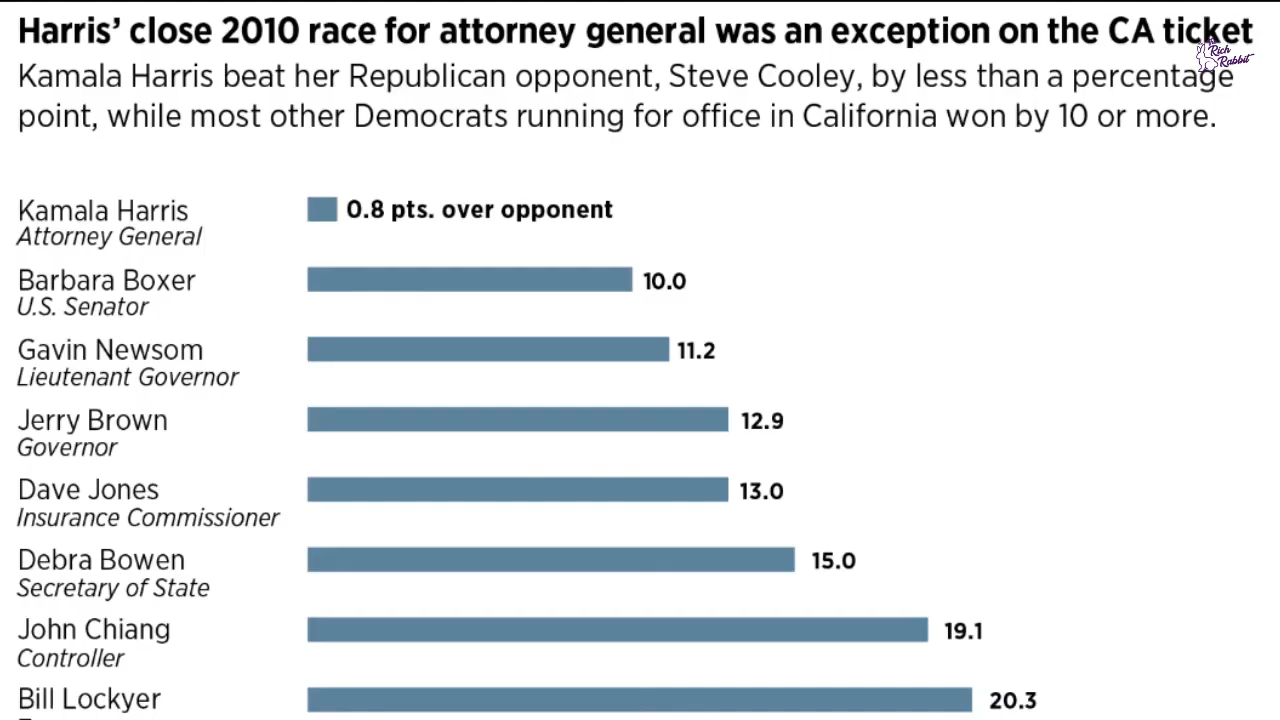 Harris’ close 2010 race for attorney general was an exception on the CA ticket
Rich
Rabbit
Kamala Harris beat her Republican opponent, Steve Cooley, by less than a percentage
point, while most other Democrats running for office in California won by 10 or more.
Kamala Harris
Attorney General
0.8 pts. over opponent
Barbara Boxer
U.S. Senator
10.0
Gavin Newsom
Lieutenant Governor
11.2
Jerry Brown
Governor
12.9
Dave Jones
Insurance Commissioner
13.0
Debra Bowen
Secretary of State
15.0
John Chiang
Controller
19.1
Bill Lockyer
20.3